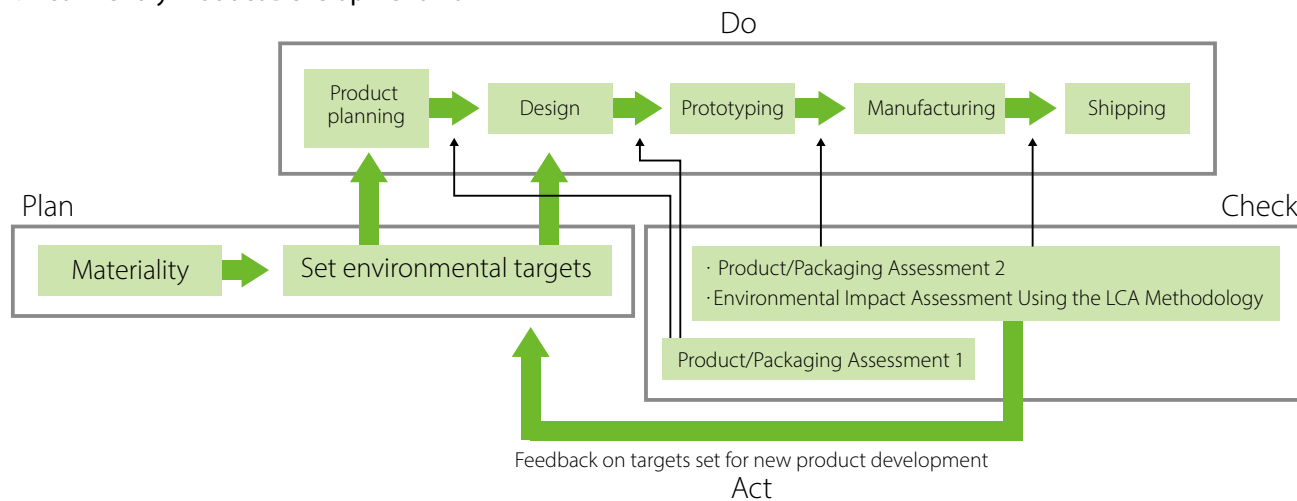 Do
Product
planning
Design
Prototyping
Manufacturing
Shipping
Plan
Check
Materiality
Set environmental targets
· Product/Packaging Assessment 2
·Environmental Impact Assessment Using the LCA Methodology
Product/Packaging Assessment 1
Feedback on targets set for new product development
Act